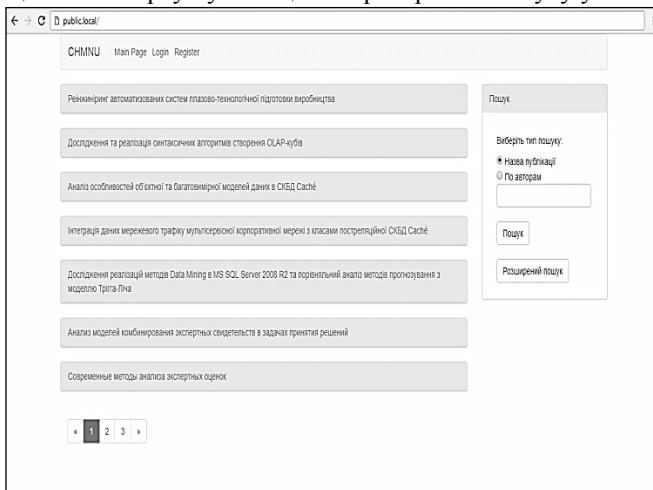 public.local/
CHMNU Main Page Login Register
Реінжиніринг автоматизованих систем плазово-технологічної підготовки виробництва
Дослідження та реалізація синтаксичних алгоритмів створення OLAP-кубів
Аналіз особливостей об'єктної та багатовимірної моделей даних в СКБД Caché
Інтеграція даних мережевого трафіку мультисервісної корпоративної мережі з класами постреляційної СКБД Caché
Дослідження реалізацій методів Data Mining в MS SQL Server 2008 R2 та порівняльний аналіз методів прогнозування з
моделлю Тріґґа-Ліча
Анализ моделей комбинирования экспертных свидетельств в задачах принятия решений
Современные методы анализа экспертных оценок
« 1 2 3 »
Пошук
Виберіть тип пошуку:
Назва публікації
По авторам
Пошук
Розширений пошук